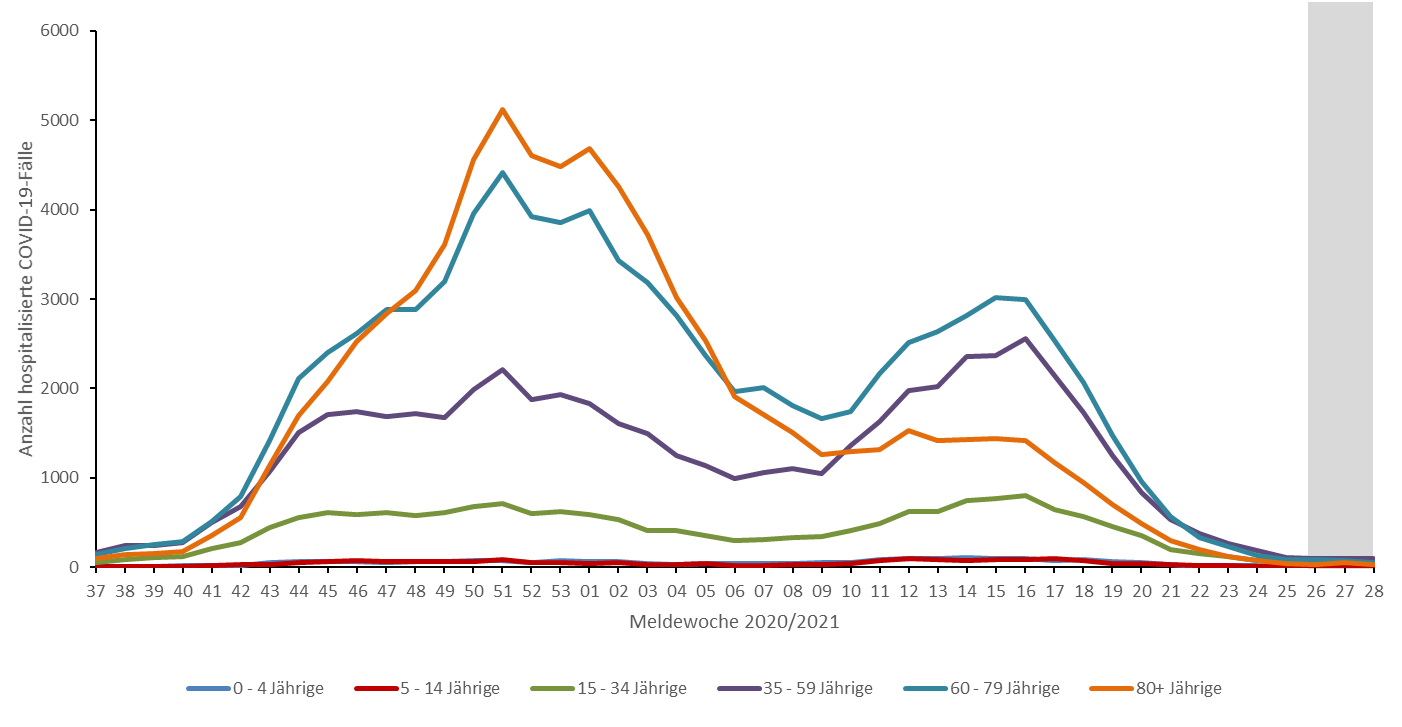 6000
5000
4000
3000
2000
1000
0
Anzahl hospitalisierte COVID-19-Fälle
37 38 39 40 41 42 43 44 45 46 47 48 49 50 51 52 53 01 02 03 04 05 06 07 08 09 10 11 12 13 14 15 16 17 18 19 20 21 22 23 24 25 26 27 28
Meldewoche 2020/2021
0 - 4 Jährige 5 - 14 Jährige 15 - 34 Jährige 35 - 59 Jährige 60 - 79 Jährige 80+ Jährige